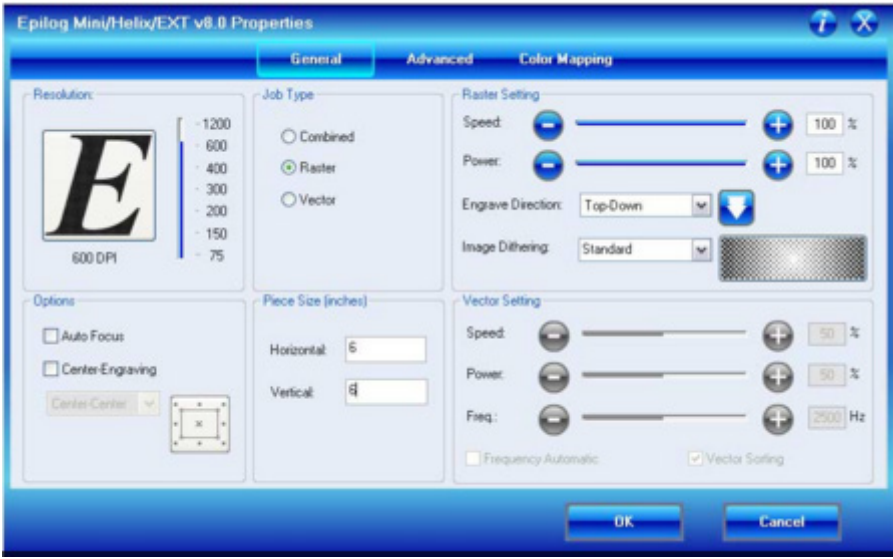 Epilog Mini/Helix/EXT v8.0 Properties
i X
General Advanced Color Mapping
Resolution:
E
1200
600
400
300
200
150
75
600 DPI
Job Type
Combined
Raster
Vector
Raster Setting
Speed: 100 %
Power: 100 %
Engrave Direction: Top-Down
Image Dithering: Standard
Options
Auto Focus
Center-Engraving
Center-Center
Piece Size (inches)
Horizontal: 6
Vertical: 6
Vector Setting
Speed: 50 %
Power: 50 %
Freq.: 2500 Hz
Frequency Automatic Vector Sorting
OK Cancel